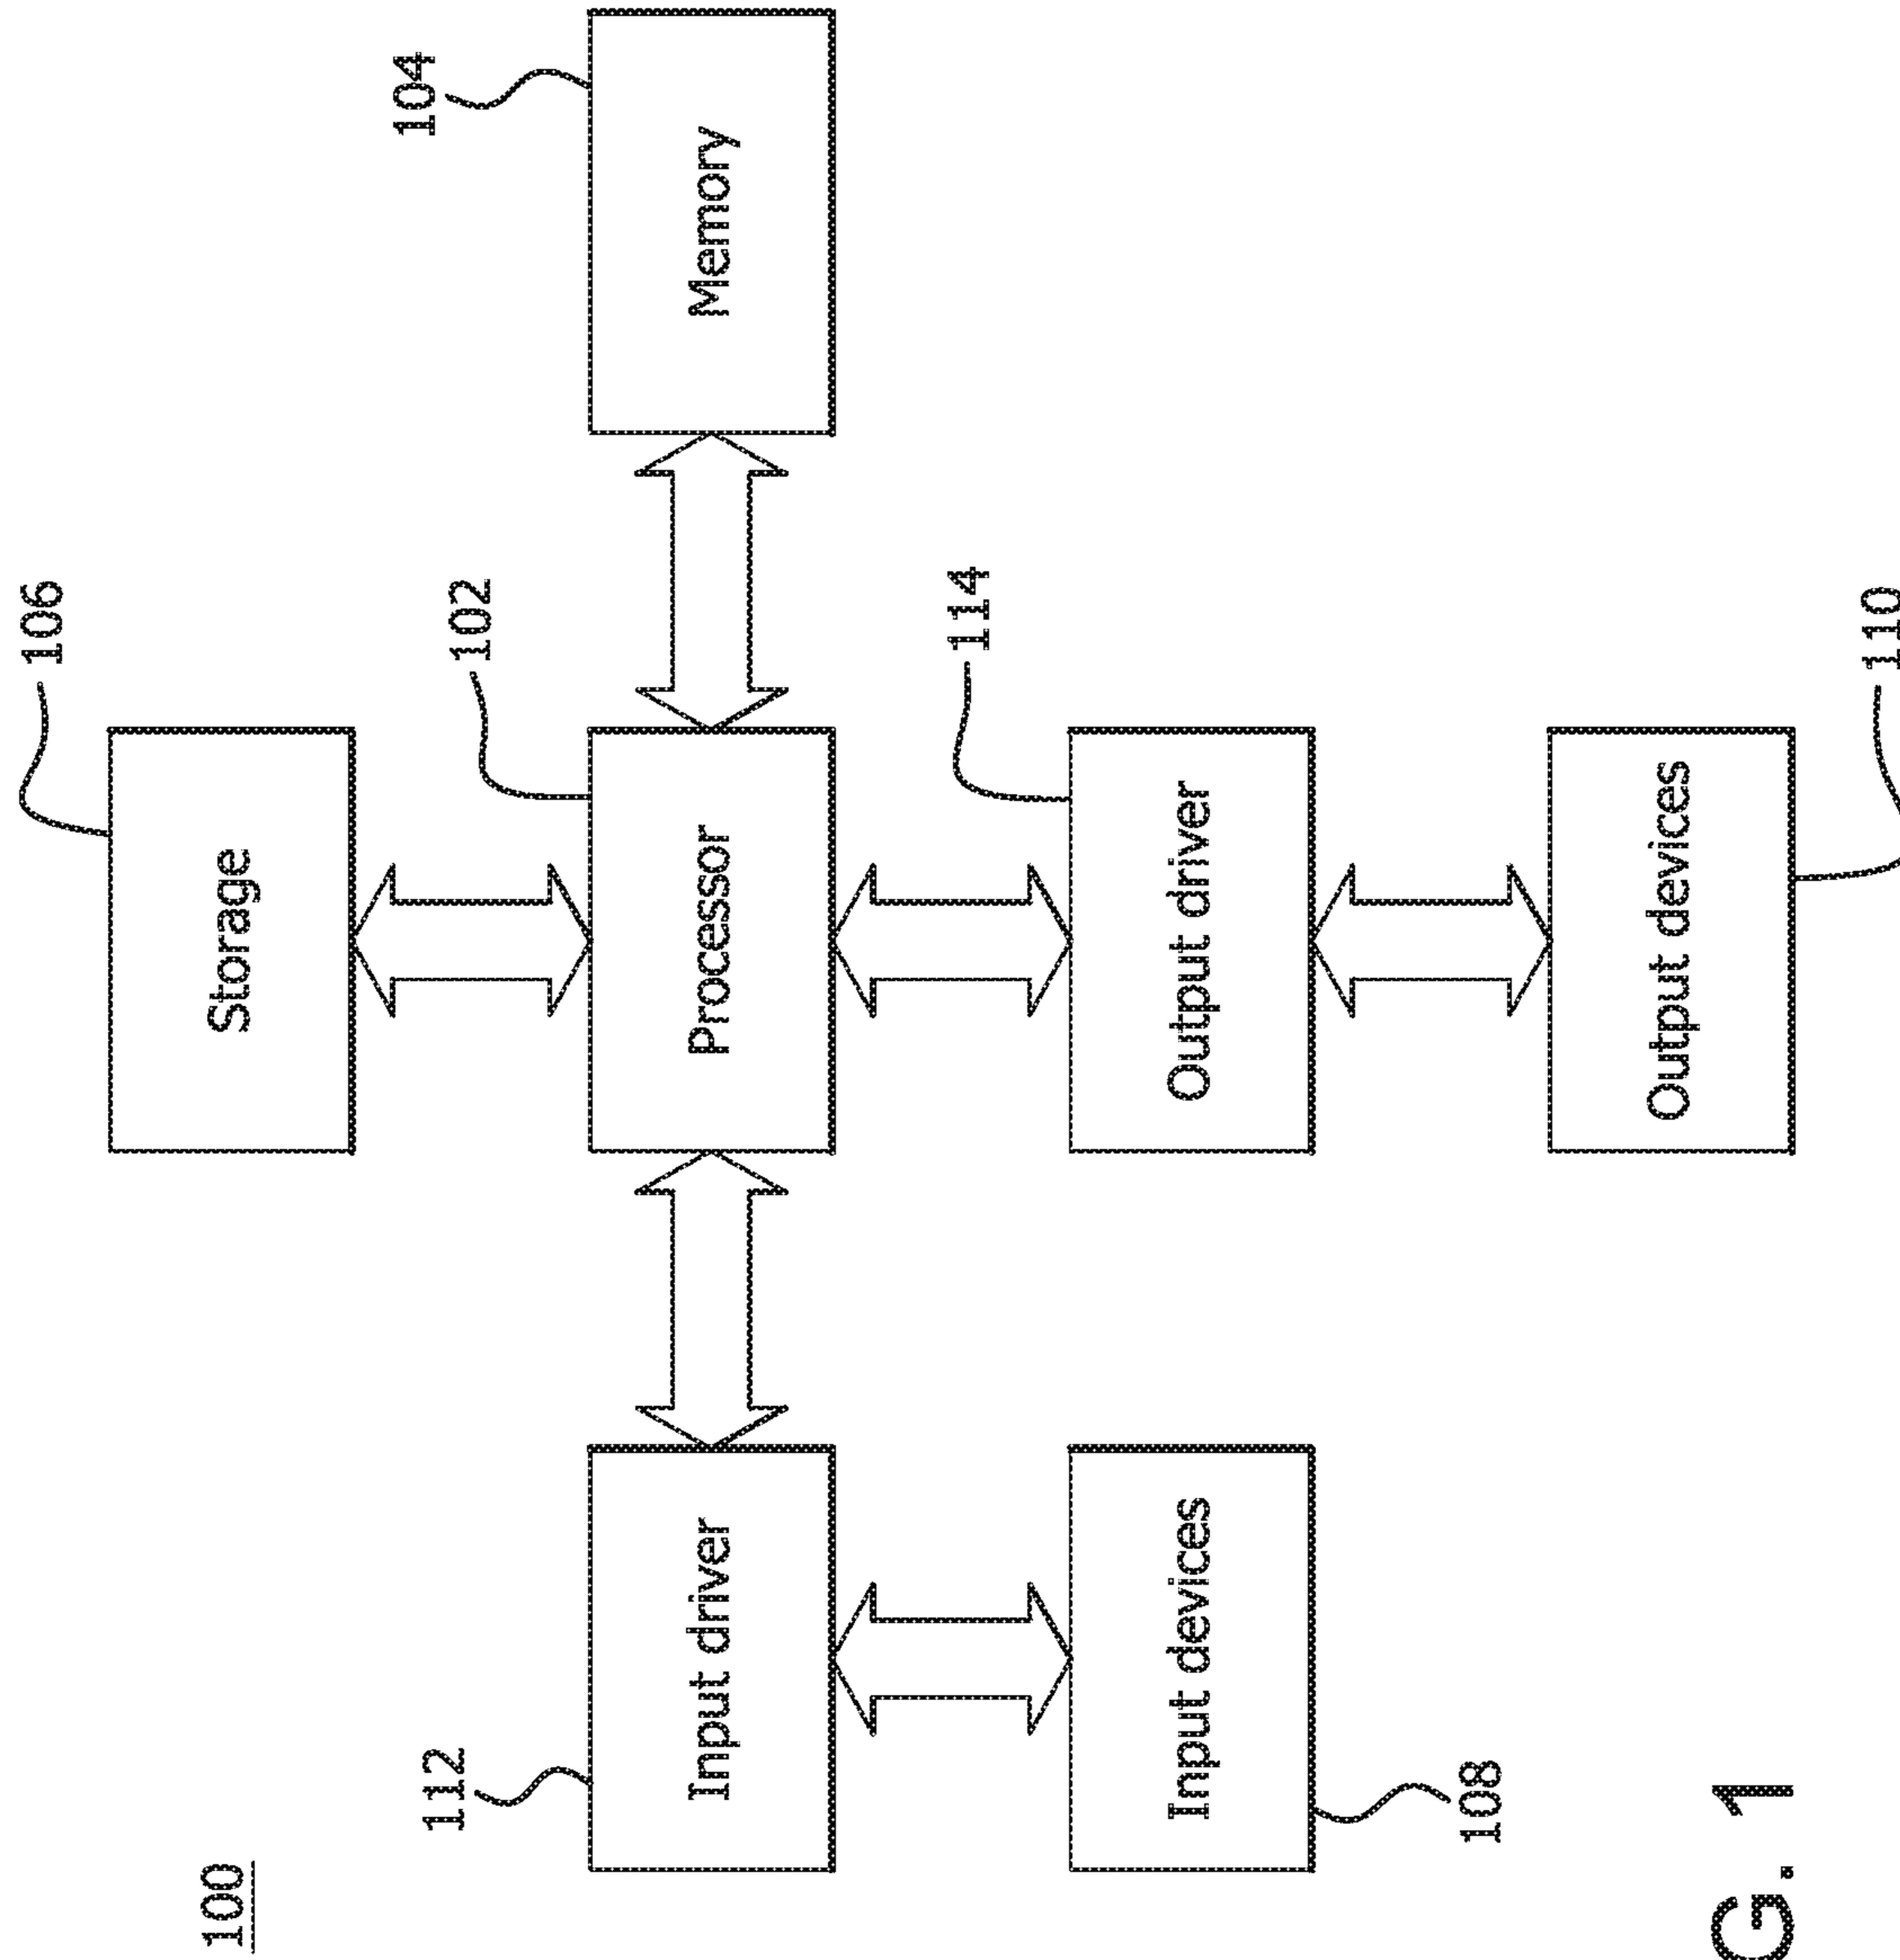 100
106
Storage
112
102
104
Input driver
Processor
Memory
114
Input devices
Output driver
108
110
Output devices
G. 1